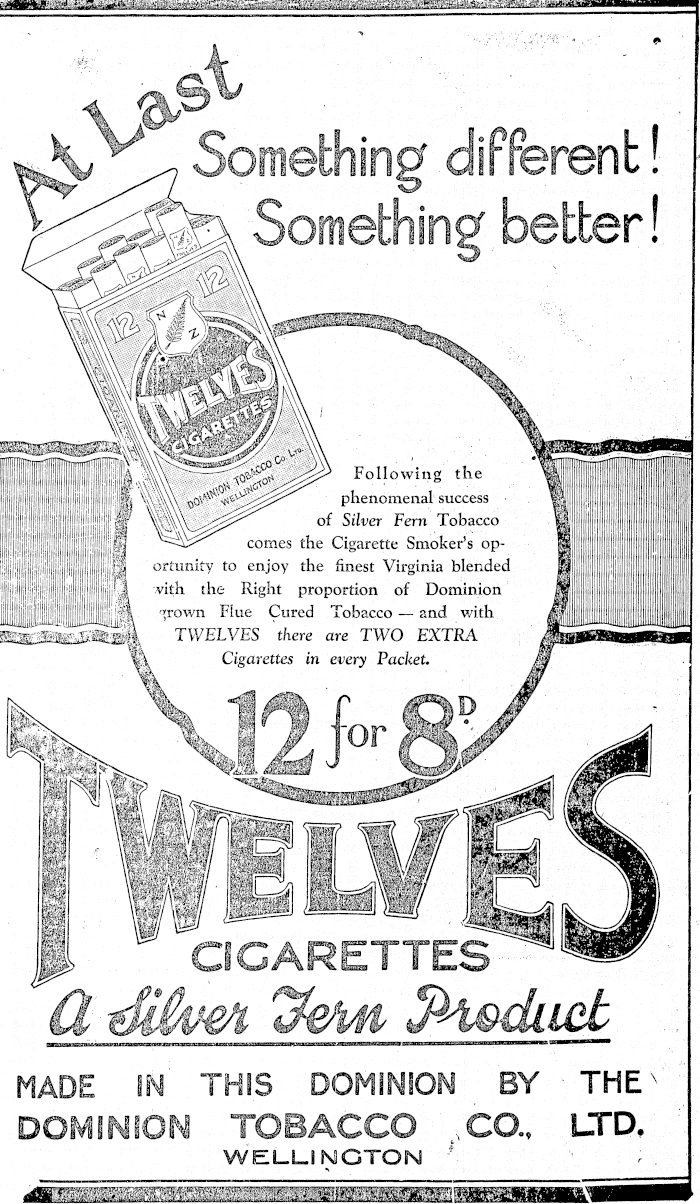 At Last
Something different!
Something better!
12 12
N
Z
TWELVES
CIGARETTES
DOMINION TOBACCO Co. LTD.
WELLINGTON
Following the
phenomenal success
of Silver Fern Tobacco
comes the Cigarette Smoker's op-
ortunity to enjoy the finest Virginia blended
with the Right proportion of Dominion
grown Flue Cured Tobacco — and with
TWELVES there are TWO EXTRA
Cigarettes in every Packet.
12 for 8D.
TWELVES
CIGARETTES
A Silver Fern Product
MADE IN THIS DOMINION BY THE
DOMINION TOBACCO CO., LTD.
WELLINGTON